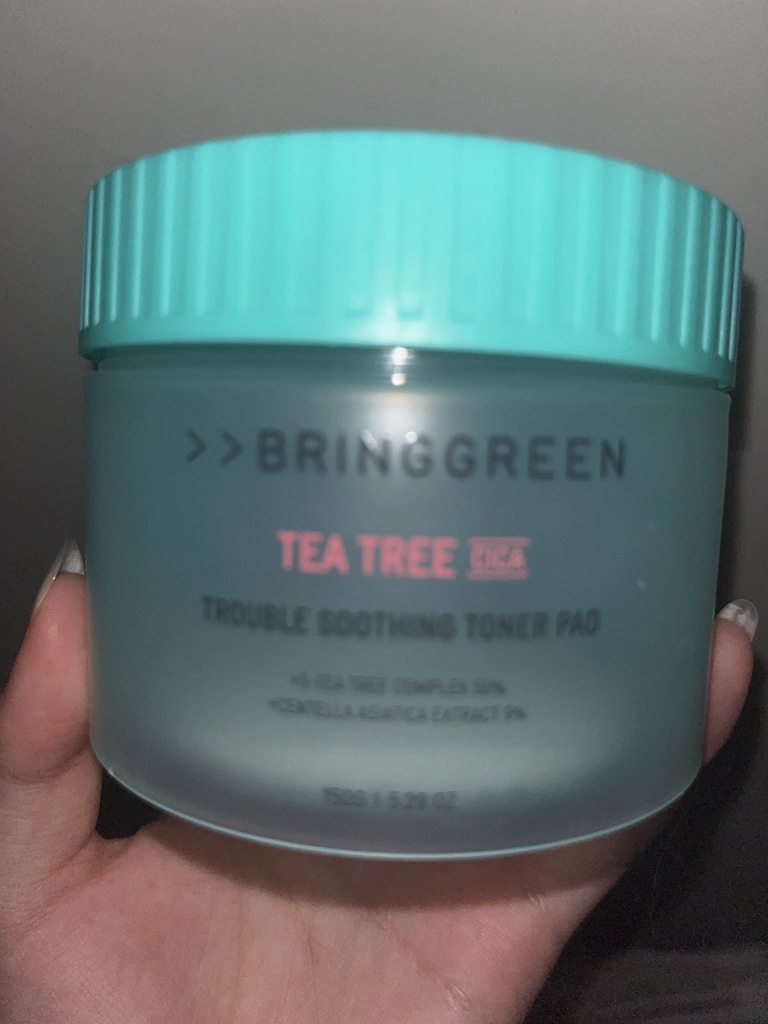 >>BRINGGREEN
TEA TREE CICA
TROUBLE SOOTHING TONER PAD
TEA TREE COMPLEX 50%
*CENTELLA ASIATICA EXTRACT 9%
150G / 5.29 OZ